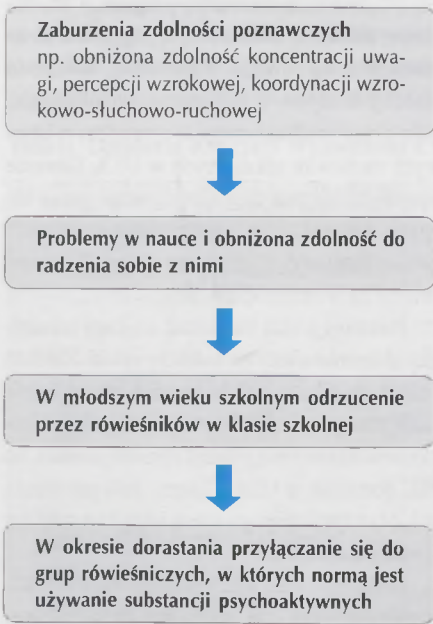 Zaburzenia zdolności poznawczych
np. obniżona zdolność koncentracji uwa-
gi, percepcji wzrokowej, koordynacji wzro-
kowo-słuchowo-ruchowej
Problemy w nauce i obniżona zdolność do
radzenia sobie z nimi
W młodszym wieku szkolnym odrzucenie
przez rówieśników w klasie szkolnej
W okresie dorastania przyłączanie się do
grup rówieśniczych, w których normą jest
używanie substancji psychoaktywnych